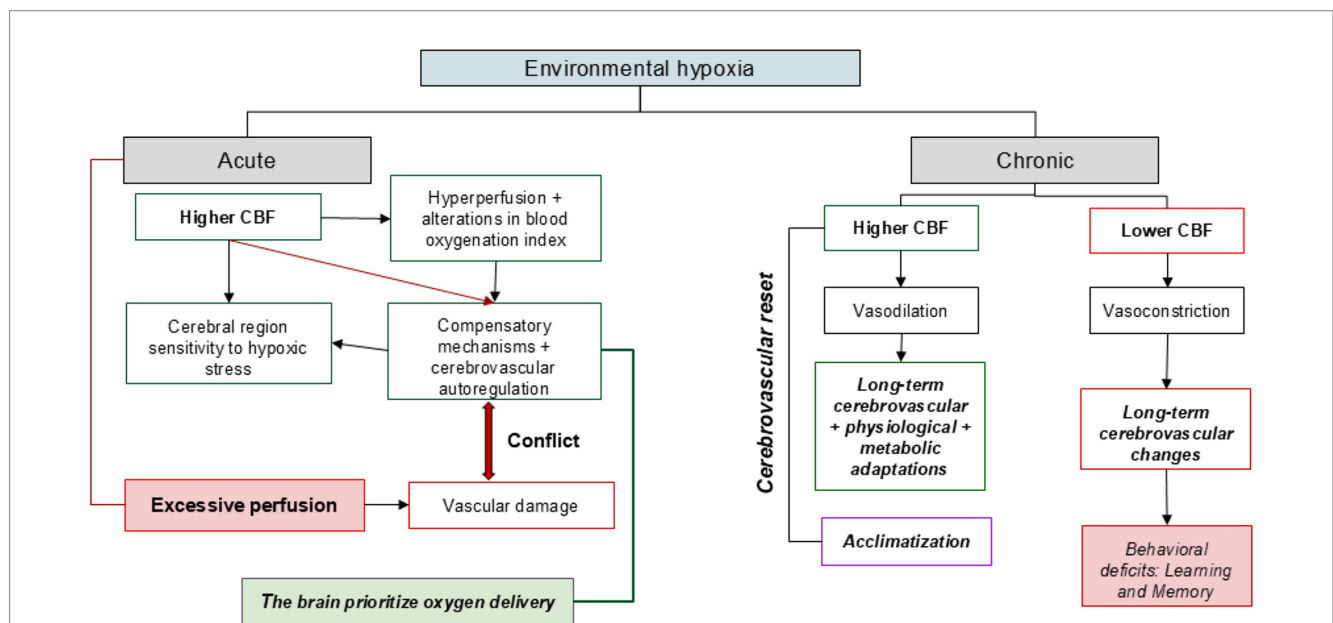 Environmental hypoxia
Acute
Chronic
Higher CBF
Hyperperfusion +
alterations in blood
oxygenation index
Cerebral region
sensitivity to hypoxic
stress
Compensatory
mechanisms +
cerebrovascular
autoregulation
Conflict
Excessive perfusion
Vascular damage
The brain prioritize oxygen delivery
Cerebrovascular reset
Higher CBF
Vasodilation
Long-term
cerebrovascular
+ physiological +
metabolic
adaptations
Acclimatization
Lower CBF
Vasoconstriction
Long-term
cerebrovascular
changes
Behavioral
deficits: Learning
and Memory